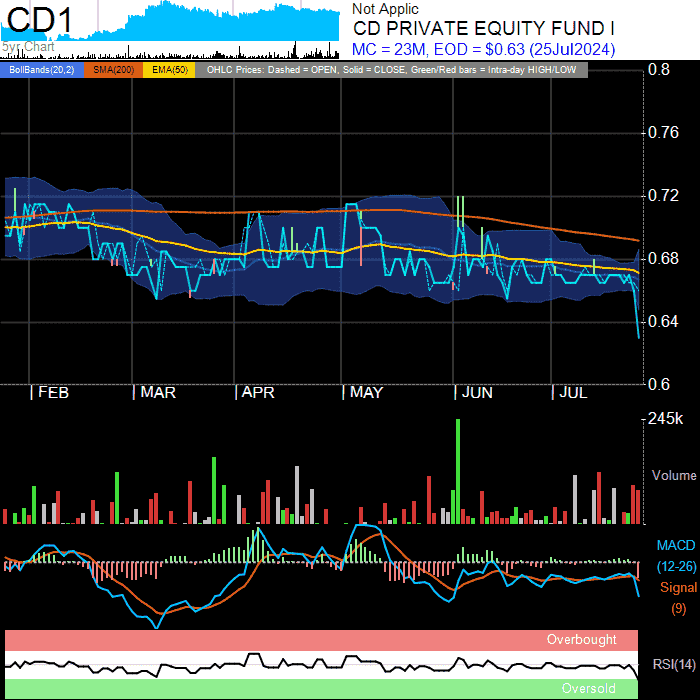 CD1
Not Applic
CD PRIVATE EQUITY FUND I
MC = 23M, EOD = $0.63 (25Jul2024)
5yr Chart
BollBands(20,2) SMA(200) EMA(50) OHLC Prices: Dashed = OPEN, Solid = CLOSE, Green/Red bars = Intra-day HIGH/LOW
0.8
0.76
0.72
0.68
0.64
0.6
FEB MAR APR MAY JUN JUL
245k
Volume
MACD
(12-26)
Signal
(9)
Overbought
RSI(14)
Oversold